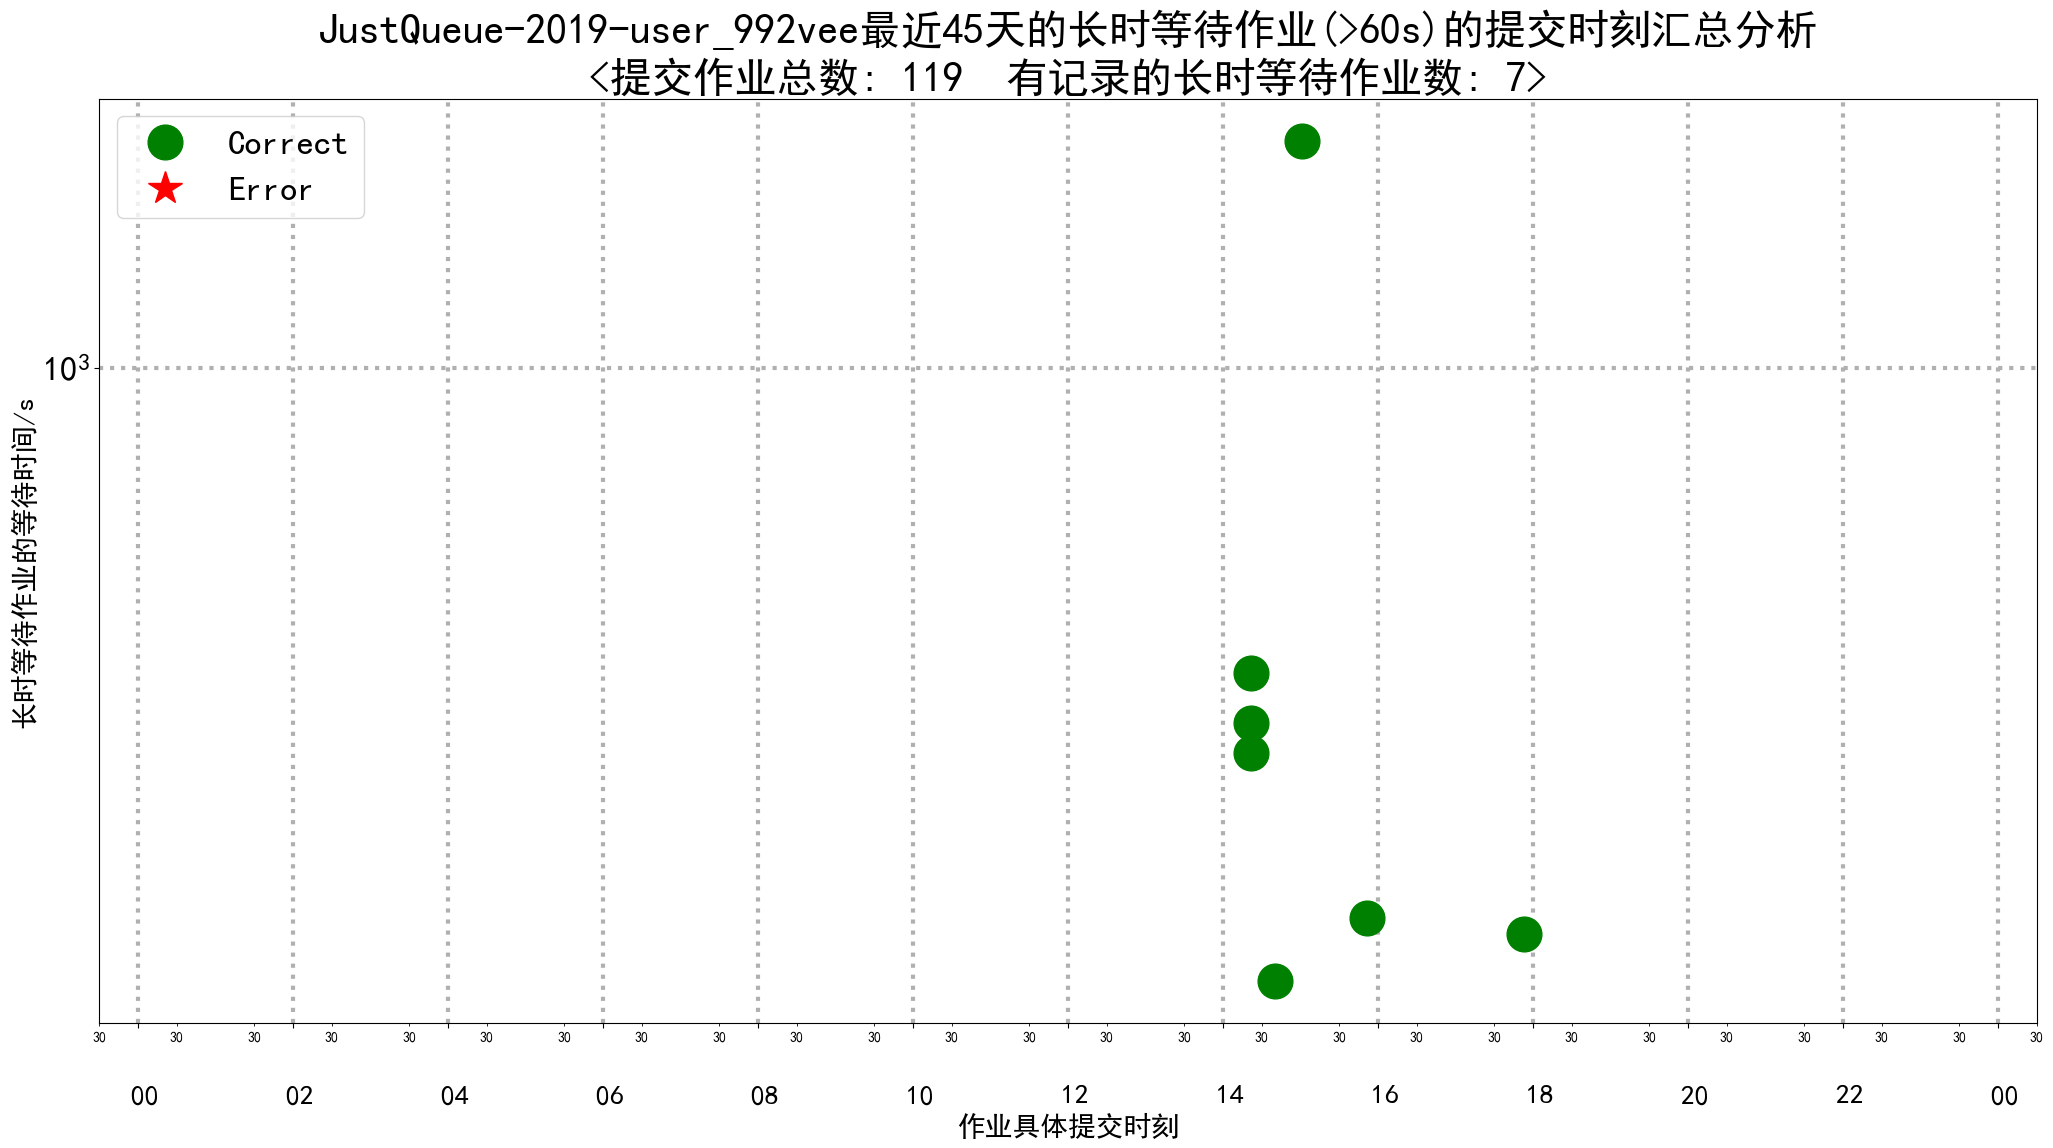 JustQueue-2019-user_992vee最近45天的长时等待作业(>60s)的提交时刻汇总分析
<提交作业总数: 119  有记录的长时等待作业数: 7>
Correct
Error
10³
长时等待作业的等待时间/s
30 30 30 30 30 30 30 30 30 30 30 30 30 30 30 30 30 30 30 30 30 30 30 30 30 30
00 02 04 06 08 10 12 14 16 18 20 22 00
作业具体提交时刻